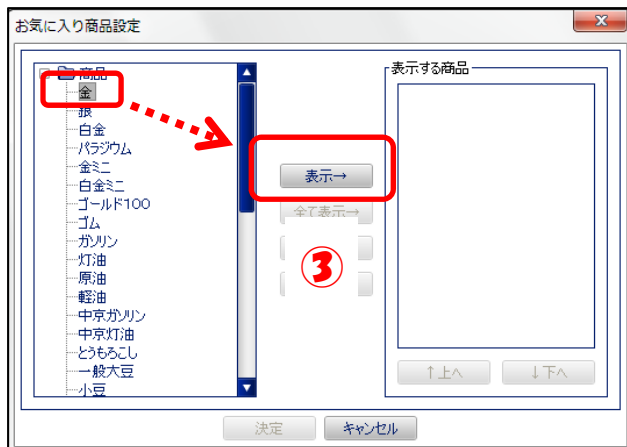 お気に入り商品設定
商品
金
銀
白金
パラジウム
金ミニ
白金ミニ
ゴールド100
ゴム
ガソリン
灯油
原油
軽油
中京ガソリン
中京灯油
とうもろこし
一般大豆
小豆
表示→
全て表示→
③
表示する商品
↑上へ
↓下へ
決定
キャンセル